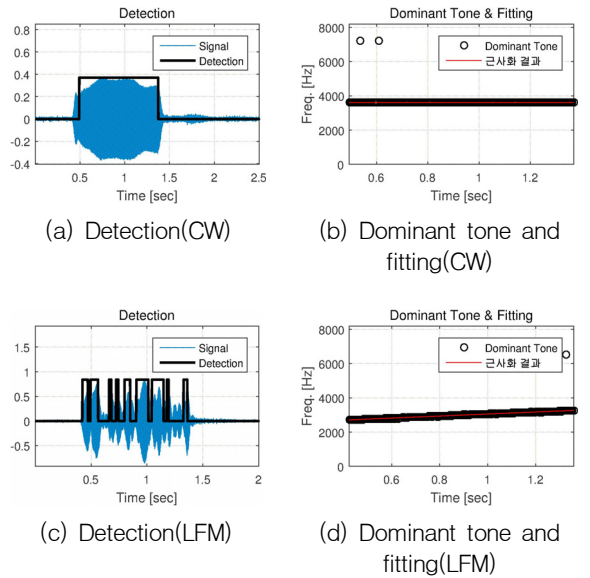 Detection
0.8
0.6
0.4
0.2
0
-0.2
-0.4
Signal
Detection
0.5
1
1.5
2
2.5
Time [sec]
(a) Detection(CW)
Dominant Tone & Fitting
8000
6000
4000
2000
0
Freq. [Hz]
Dominant Tone
근사화 결과
0.6
0.8
1
1.2
Time [sec]
(b) Dominant tone and
fitting(CW)
Detection
1.5
1
0.5
0
-0.5
Signal
Detection
0.5
1
1.5
2
Time [sec]
(c) Detection(LFM)
Dominant Tone & Fitting
8000
6000
4000
2000
0
Freq. [Hz]
Dominant Tone
근사화 결과
0.6
0.8
1
1.2
Time [sec]
(d) Dominant tone and
fitting(LFM)